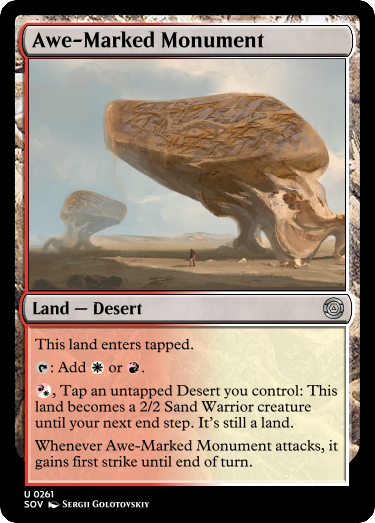 Awe-Marked Monument
Land — Desert
This land enters tapped.
: Add or .
, Tap an untapped Desert you control: This
land becomes a 2/2 Sand Warrior creature
until your next end step. It's still a land.
Whenever Awe-Marked Monument attacks, it
gains first strike until end of turn.
U 0261
SOV Sergii Golotovskiy